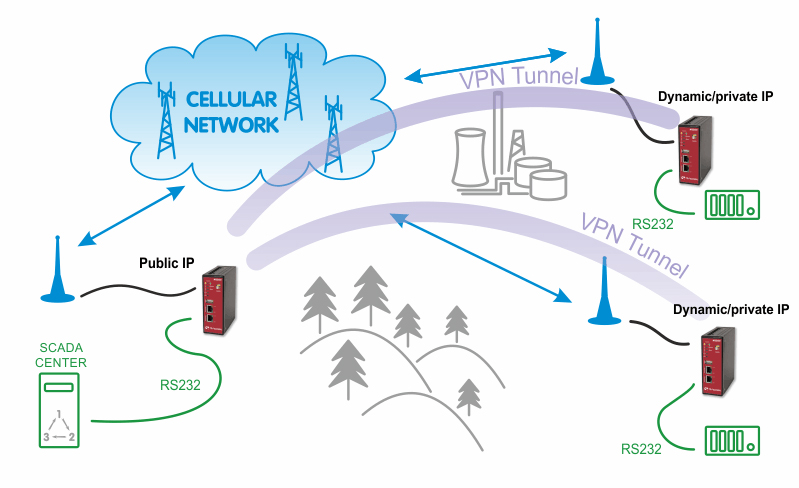 VPN Tunnel
CELLULAR
NETWORK
Dynamic/private IP
RS232
VPN Tunnel
Public IP
Dynamic/private IP
SCADA
CENTER
RS232
1
3
2
RS232